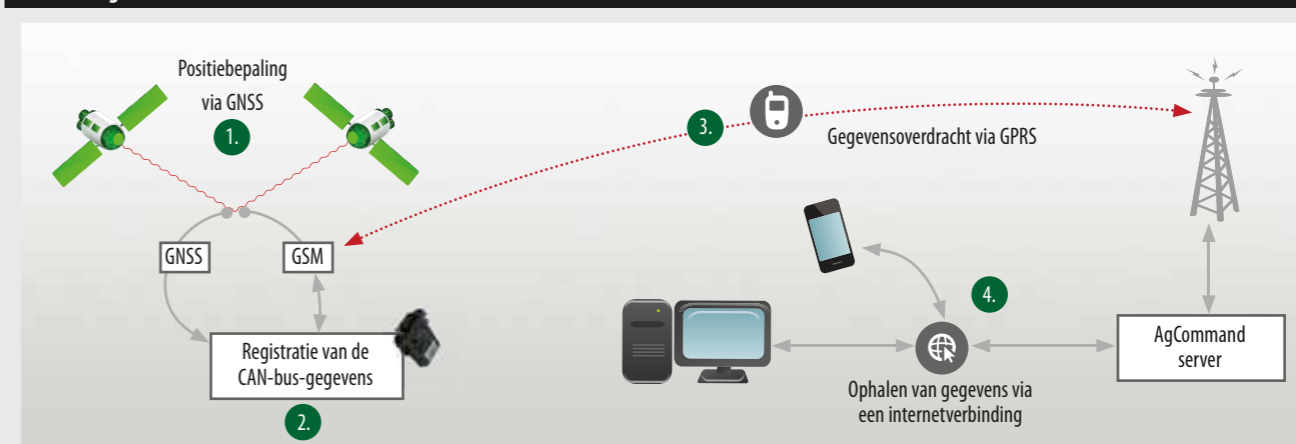 Positiebepaling
via GNSS
1.
3.
Gegevensoverdracht via GPRS
GNSS
GSM
4.
Registratie van de
CAN-bus-gegevens
2.
AgCommand
server
Ophalen van gegevens via
een internetverbinding